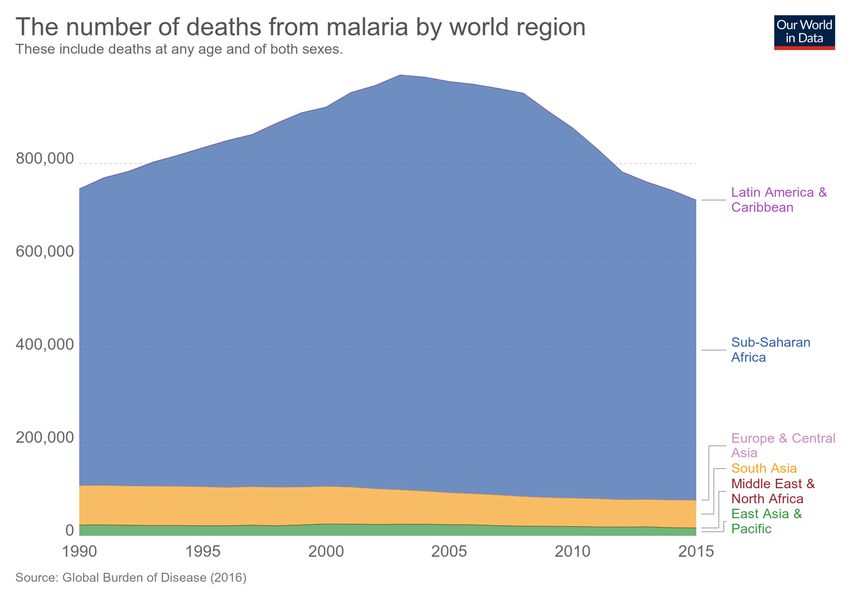 The number of deaths from malaria by world region
These include deaths at any age and of both sexes.
Our World
in Data
800,000
600,000
400,000
200,000
0
1990
1995
2000
2005
2010
2015
Latin America &
Caribbean
Sub-Saharan
Africa
Europe & Central
Asia
South Asia
Middle East &
North Africa
East Asia &
Pacific
Source: Global Burden of Disease (2016)